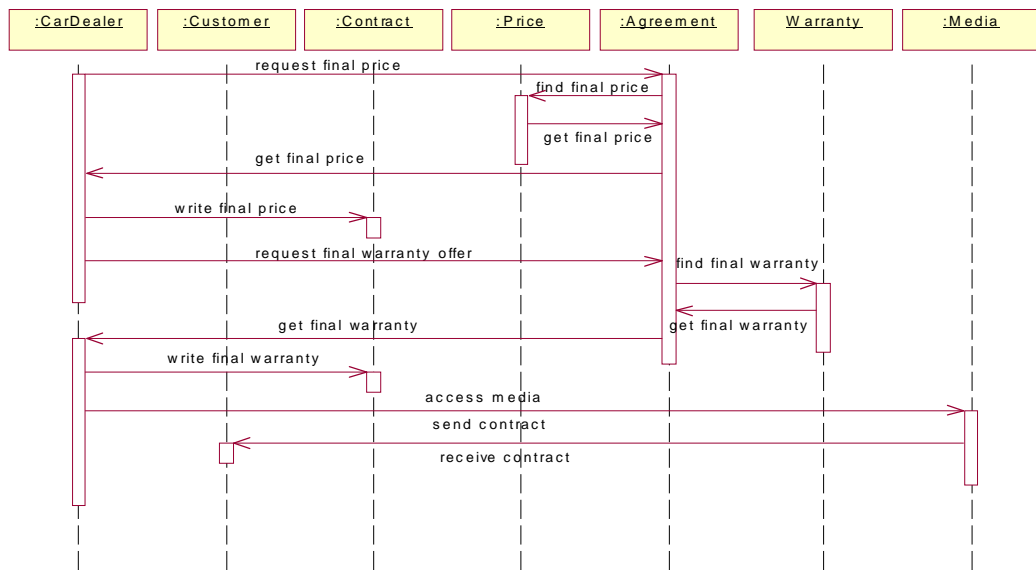 :CarDealer
:Customer
:Contract
:Price
:Agreement
Warranty
:Media
request final price
find final price
get final price
get final price
write final price
request final warranty offer
find final warranty
get final warranty
get final warranty
write final warranty
access media
send contract
receive contract